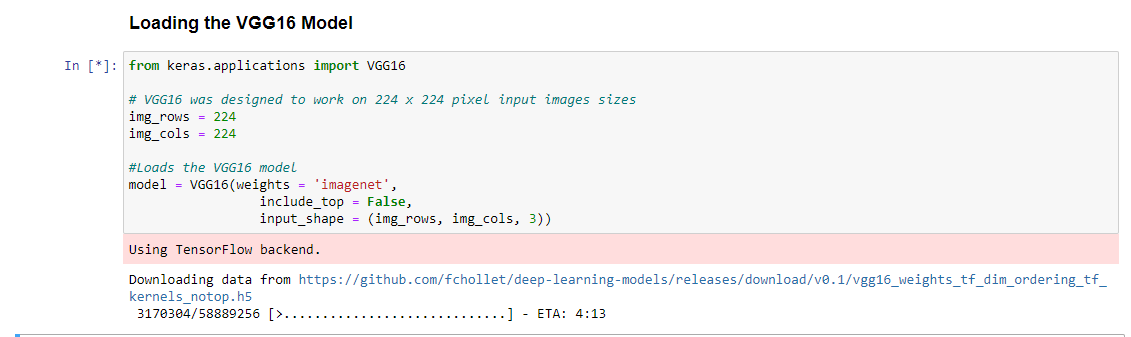 Loading the VGG16 Model
In [*]: from keras.applications import VGG16
# VGG16 was designed to work on 224 x 224 pixel input images sizes
img_rows = 224
img_cols = 224
#Loads the VGG16 model
model = VGG16(weights = 'imagenet',
include_top = False,
input_shape = (img_rows, img_cols, 3))
Using TensorFlow backend.
Downloading data from https://github.com/fchollet/deep-learning-models/releases/download/v0.1/vgg16_weights_tf_dim_ordering_tf_
kernels_notop.h5
3170304/58889256 [>.............................] - ETA: 4:13